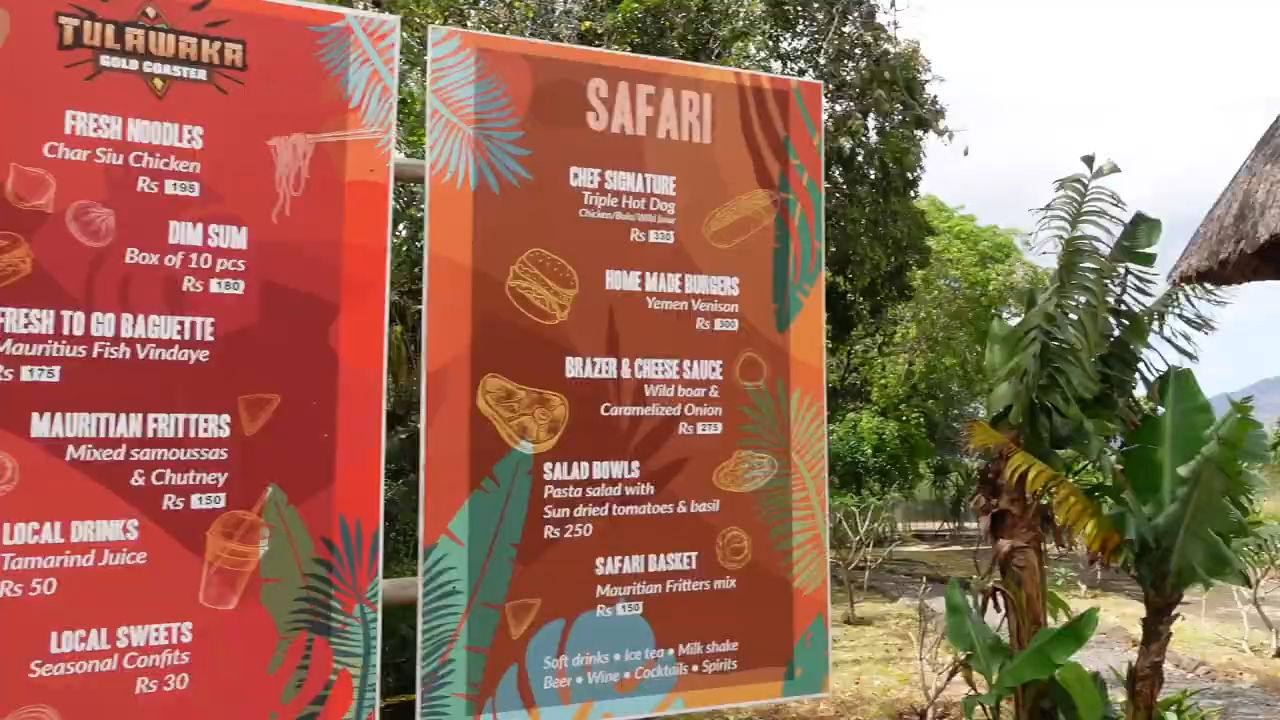 TULAWAKA
GOLD COASTER
FRESH NOODLES
Char Siu Chicken
Rs 195
DIM SUM
Box of 10 pcs
Rs 180
FRESH TO GO BAGUETTE
Mauritius Fish Vindaye
Rs 175
MAURITIAN FRITTERS
Mixed samoussas
& Chutney
Rs 150
LOCAL DRINKS
Tamarind Juice
Rs 50
LOCAL SWEETS
Seasonal Confits
Rs 30
SAFARI
CHEF SIGNATURE
Triple Hot Dog
Rs 330
HOME MADE BURGERS
Yemen Venison
Rs 300
BRAZER & CHEESE SAUCE
Wild boar &
Caramelized Onion
Rs 275
SALAD BOWLS
Pasta salad with
Sun dried tomatoes & basil
Rs 250
SAFARI BASKET
Mauritian Fritters mix
Rs 150
Soft drinks • Ice tea • Milk shake
Beer • Wine • Cocktails • Spirits